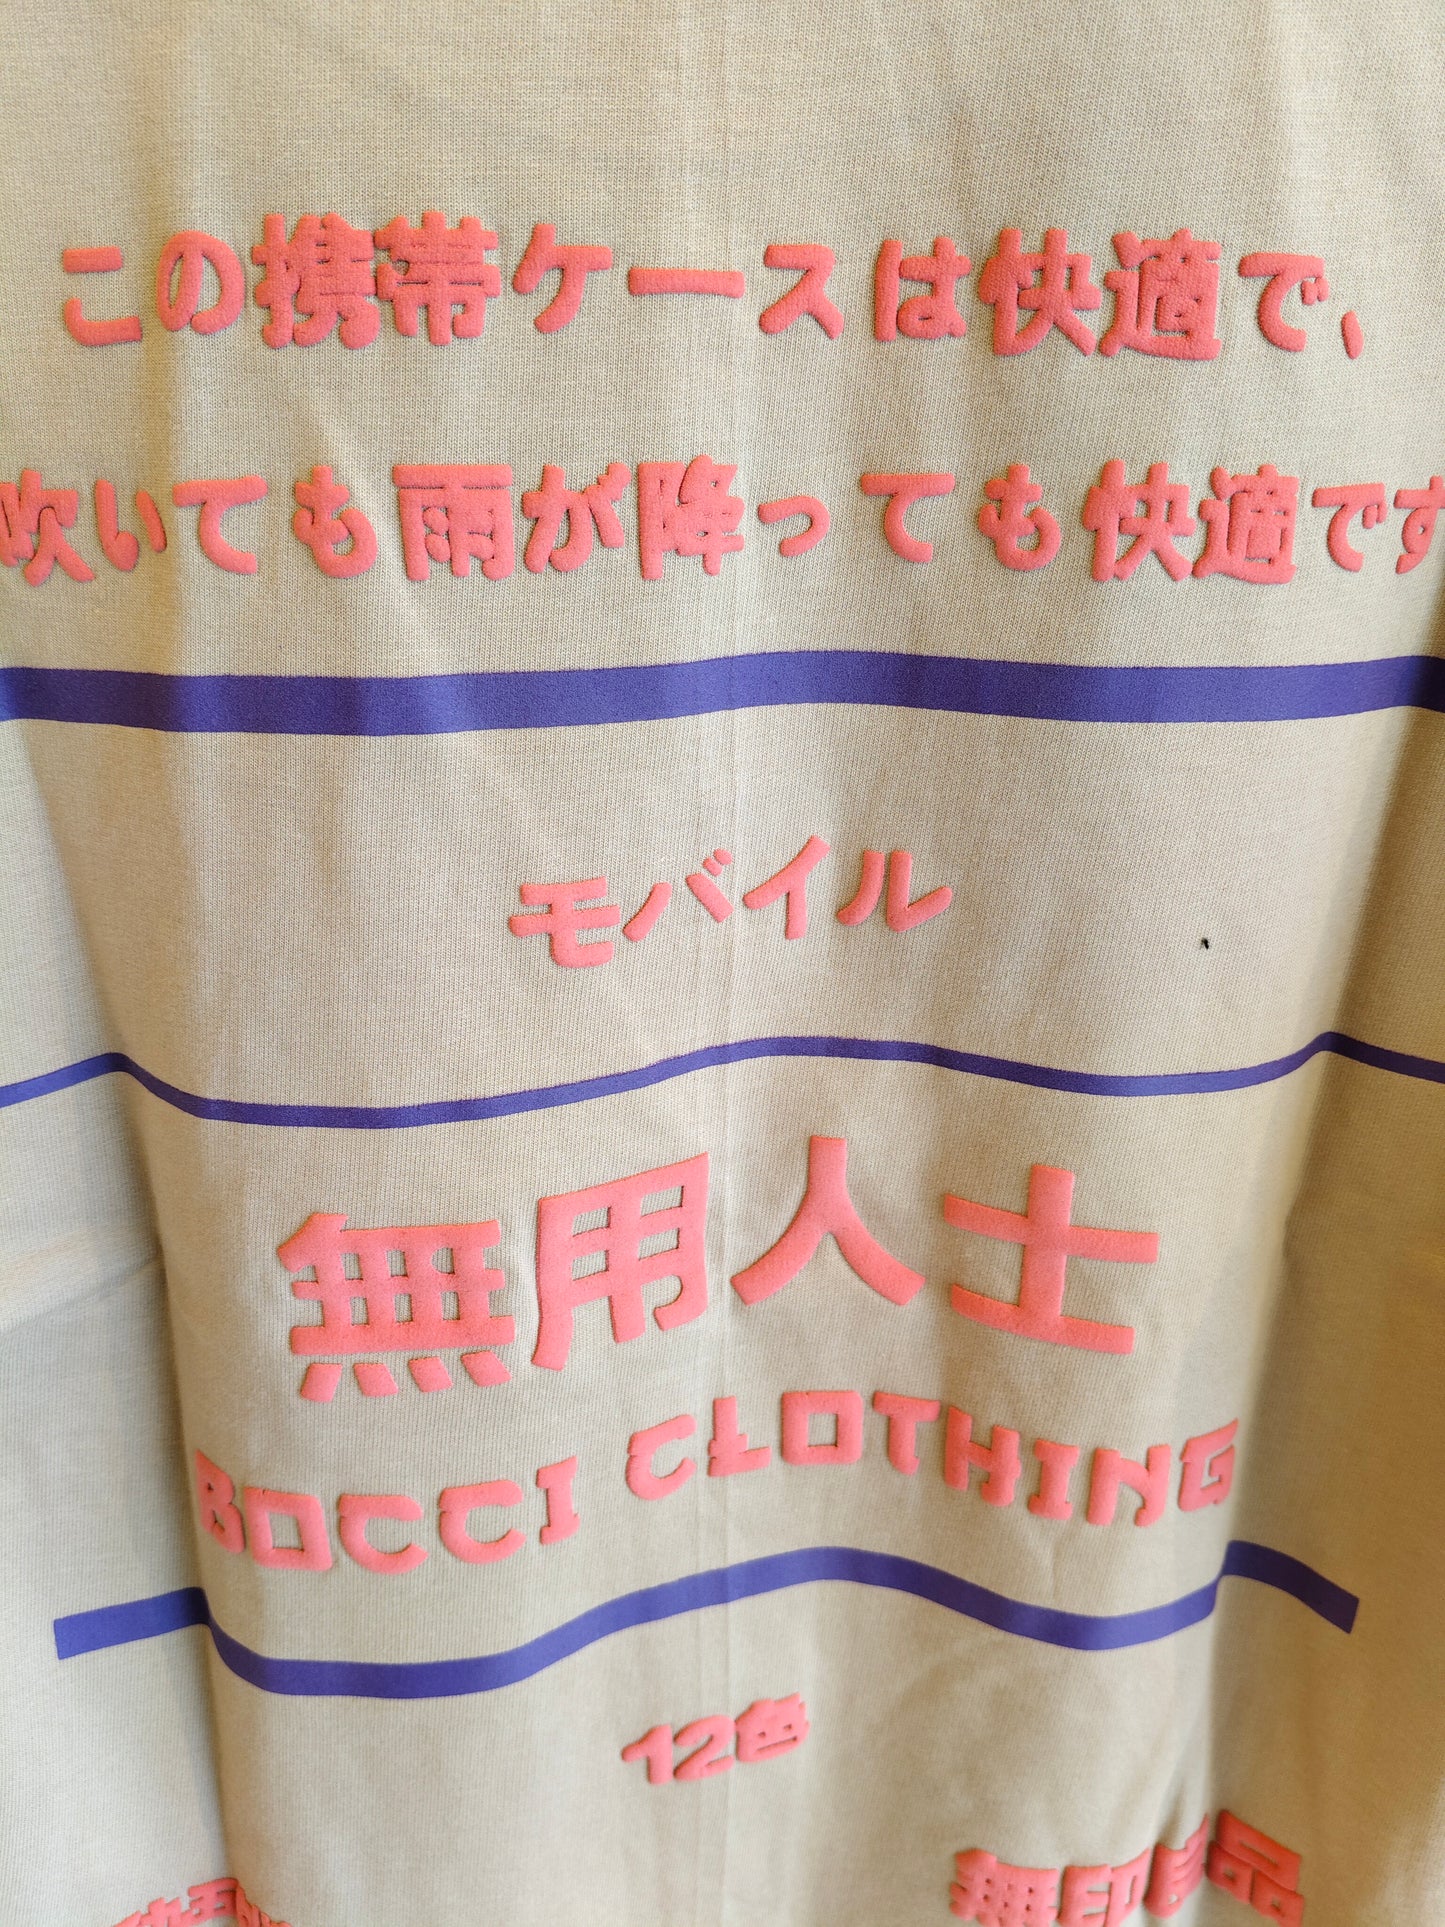 この携帯ケースは快適で、
吹いても雨が降っても快適です
モバイル
無用人士
BOCCI CLOTHING
12色
無印良品